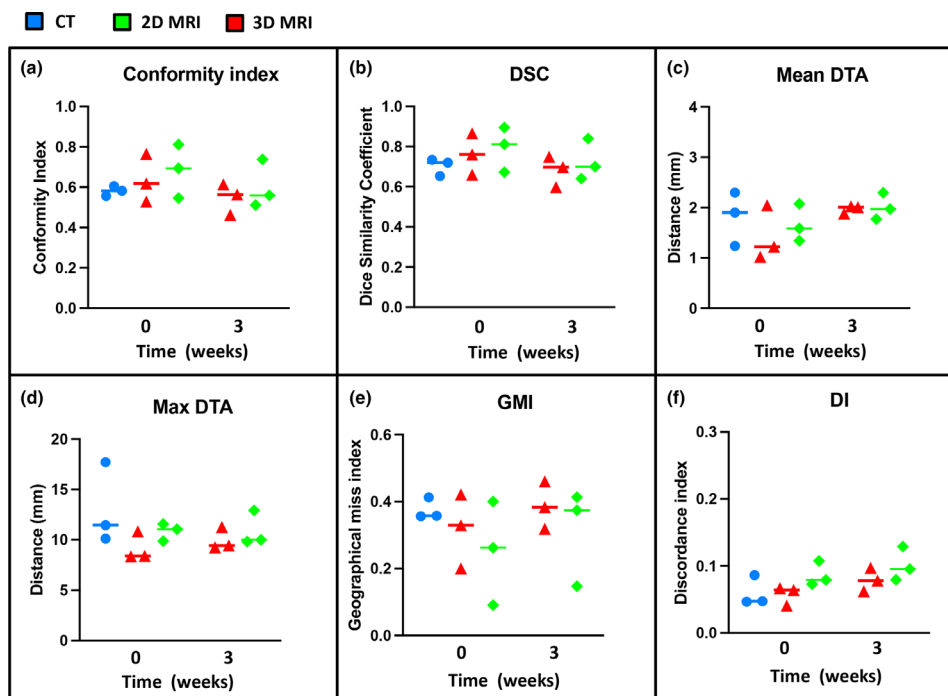 CT 2D MRI 3D MRI
(a) Conformity index
Conformity Index
1.0
0.8
0.6
0.4
0.2
0.0
0 3
Time (weeks)
(b) DSC
Dice Similarity Coefficient
1.0
0.8
0.6
0.4
0.2
0.0
0 3
Time (weeks)
(c) Mean DTA
Distance (mm)
4
3
2
1
0
0 3
Time (weeks)
(d) Max DTA
Distance (mm)
20
15
10
5
0
0 3
Time (weeks)
(e) GMI
Geographical miss index
0.6
0.4
0.2
0.0
0 3
Time (weeks)
(f) DI
Discordance index
0.3
0.2
0.1
0.0
0 3
Time (weeks)